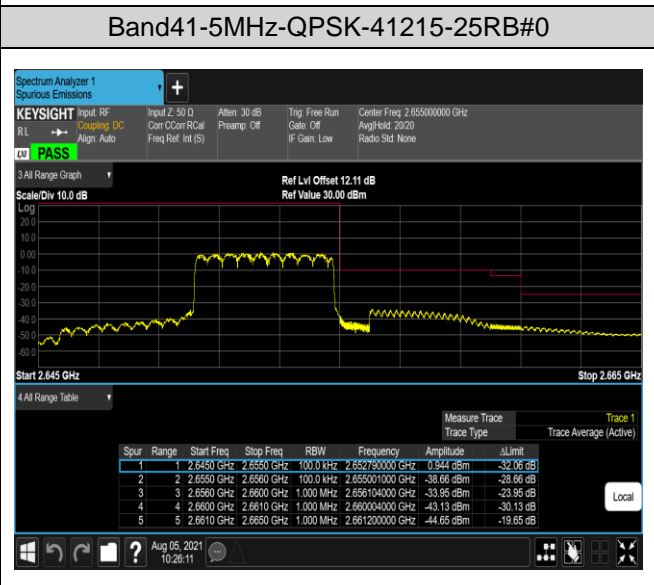 Band41-5MHz-QPSK-41215-25RB#0
Spectrum Analyzer 1
Spurious Emissions
+
KEYSIGHT Input: RF Input Z: 50 Ω Atten: 30 dB Trig: Free Run Center Freq: 2.655000000 GHz
RL Coupling: DC Corr CCorr RCal Preamp: Off Gate: Off Avg|Hold: 20/20
Align: Auto Freq Ref: Int (S) IF Gain: Low Radio Std: None
LXI PASS
3 All Range Graph
Ref Lvl Offset 12.11 dB
Scale/Div 10.0 dB Ref Value 30.00 dBm
Log
20.0
10.0
0.00
-10.0
-20.0
-30.0
-40.0
-50.0
-60.0
Start 2.645 GHz Stop 2.665 GHz
4 All Range Table
Measure Trace Trace 1
Trace Type Trace Average (Active)
Spur Range Start Freq Stop Freq RBW Frequency Amplitude ΔLimit
1 1 2.6450 GHz 2.6550 GHz 100.0 kHz 2.652790000 GHz 0.944 dBm -32.06 dB
2 2 2.6550 GHz 2.6560 GHz 100.0 kHz 2.655001000 GHz -38.66 dBm -28.66 dB
3 3 2.6560 GHz 2.6600 GHz 1.000 MHz 2.656104000 GHz -33.95 dBm -23.95 dB
4 4 2.6600 GHz 2.6610 GHz 1.000 MHz 2.660004000 GHz -43.13 dBm -30.13 dB
5 5 2.6610 GHz 2.6650 GHz 1.000 MHz 2.661200000 GHz -44.65 dBm -19.65 dB
Local
? Aug 05, 2021
10:26:11